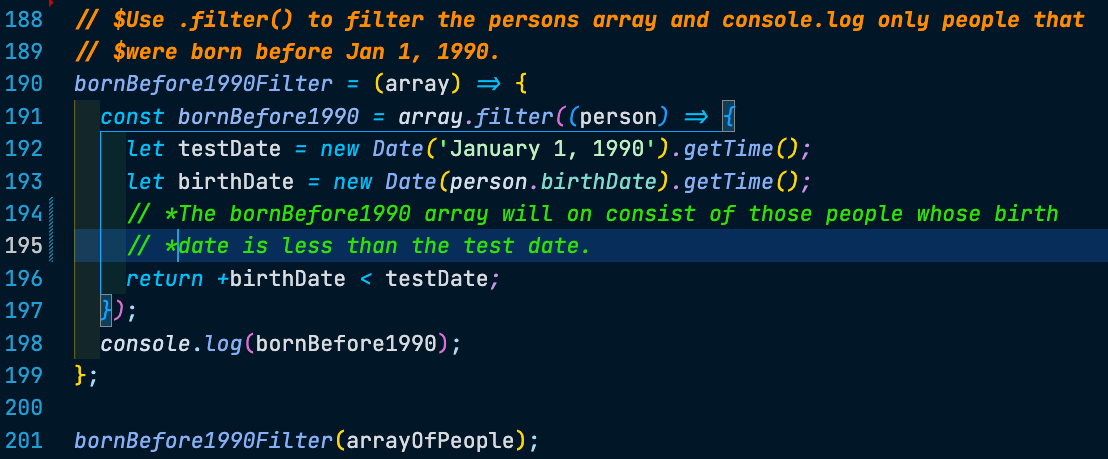 188 // $Use .filter() to filter the persons array and console.log only people that
189 // $were born before Jan 1, 1990.
190 bornBefore1990Filter = (array) => {
191   const bornBefore1990 = array.filter((person) => {
192     let testDate = new Date('January 1, 1990').getTime();
193     let birthDate = new Date(person.birthDate).getTime();
194     // *The bornBefore1990 array will on consist of those people whose birth
195     // *date is less than the test date.
196     return +birthDate < testDate;
197   });
198   console.log(bornBefore1990);
199 };
200
201 bornBefore1990Filter(arrayOfPeople);